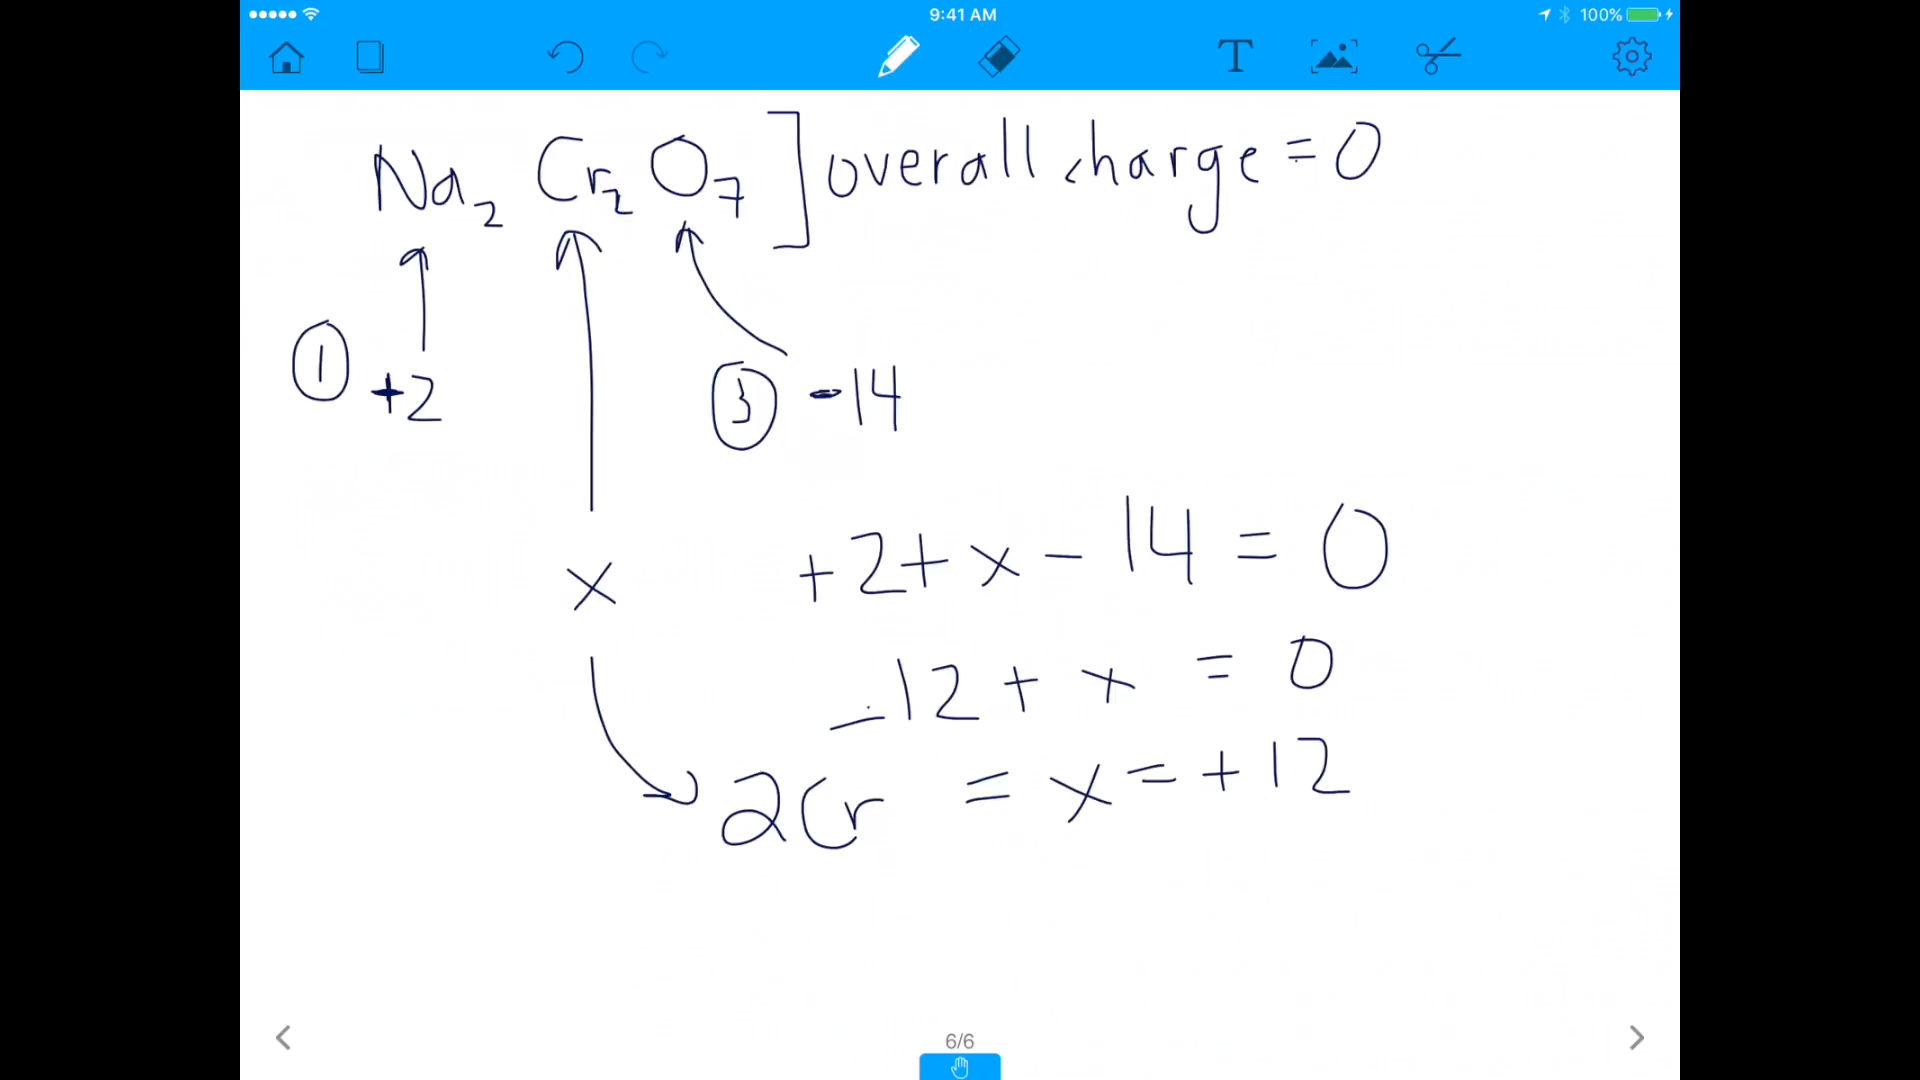 9:41 AM
100%
T
Na₂ Cr₂ O₇ ] overall charge = 0
① +2
③ -14
x
+2 + x - 14 = 0
-12 + x = 0
2Cr = x = +12
6/6